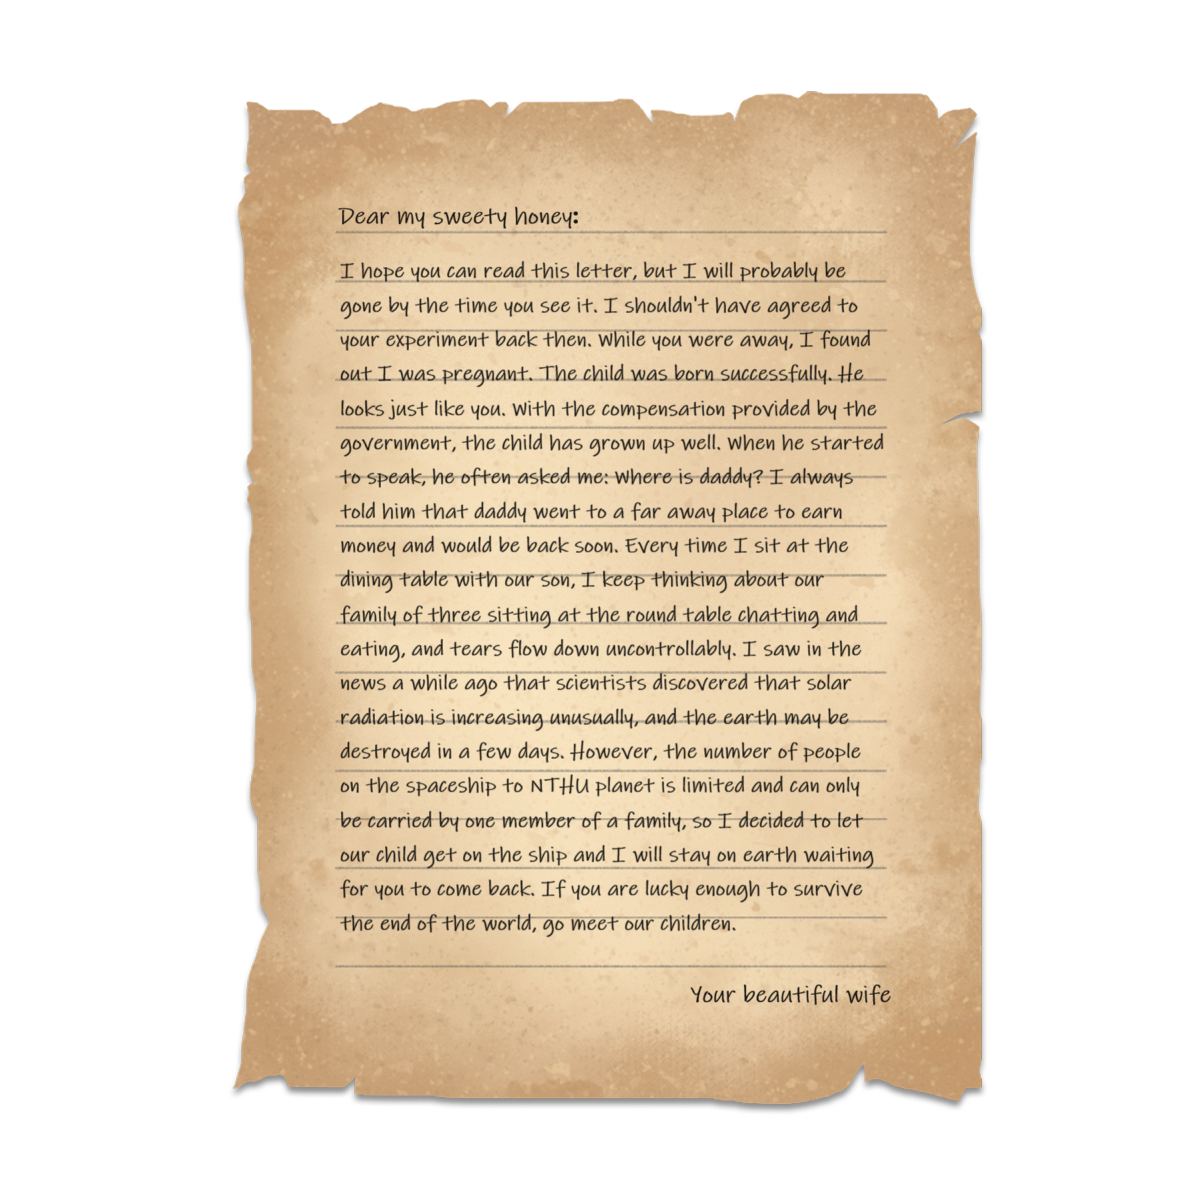 Dear my sweety honey:
I hope you can read this letter, but I will probably be
gone by the time you see it. I shouldn't have agreed to
your experiment back then. While you were away, I found
out I was pregnant. The child was born successfully. He
looks just like you. With the compensation provided by the
government, the child has grown up well. When he started
to speak, he often asked me: Where is daddy? I always
told him that daddy went to a far away place to earn
money and would be back soon. Every time I sit at the
dining table with our son, I keep thinking about our
family of three sitting at the round table chatting and
eating, and tears flow down uncontrollably. I saw in the
news a while ago that scientists discovered that solar
radiation is increasing unusually, and the earth may be
destroyed in a few days. However, the number of people
on the spaceship to NTHU planet is limited and can only
be carried by one member of a family, so I decided to let
our child get on the ship and I will stay on earth waiting
for you to come back. If you are lucky enough to survive
the end of the world, go meet our children.
Your beautiful wife